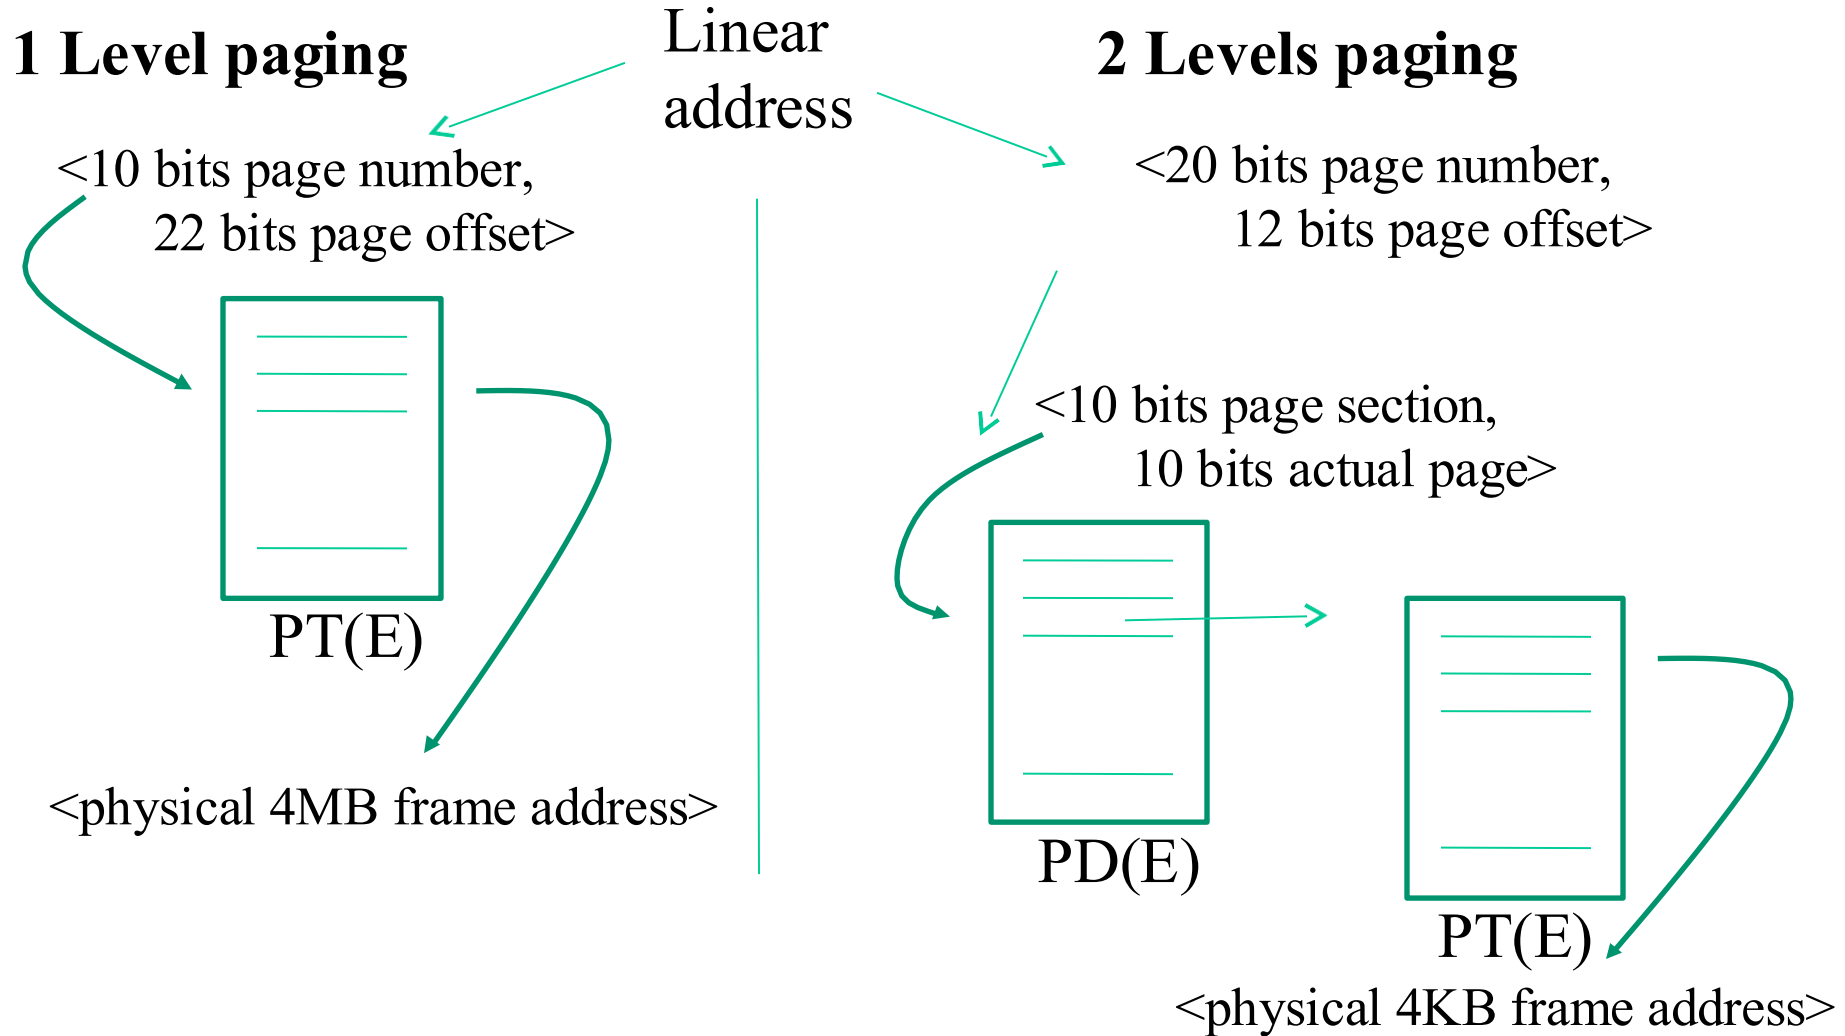 1 Level paging
Linear
address
2 Levels paging
<10 bits page number,
22 bits page offset>
PT(E)
<physical 4MB frame address>
<20 bits page number,
12 bits page offset>
<10 bits page section,
10 bits actual page>
PD(E)
PT(E)
<physical 4KB frame address>